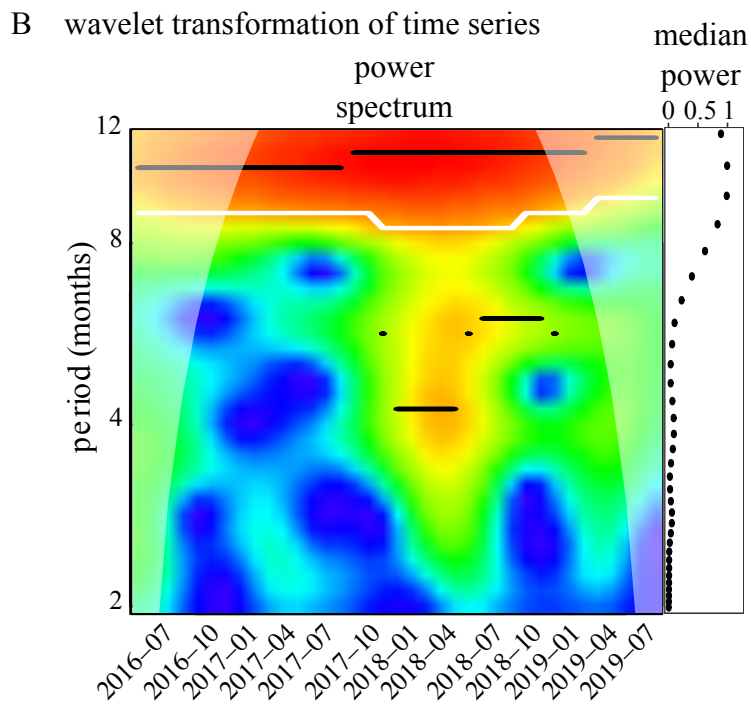 B wavelet transformation of time series
power
spectrum
median
power
0 0.5 1
12
8
4
2
period (months)
2016–07
2016–10
2017–01
2017–04
2017–07
2017–10
2018–01
2018–04
2018–07
2018–10
2019–01
2019–04
2019–07